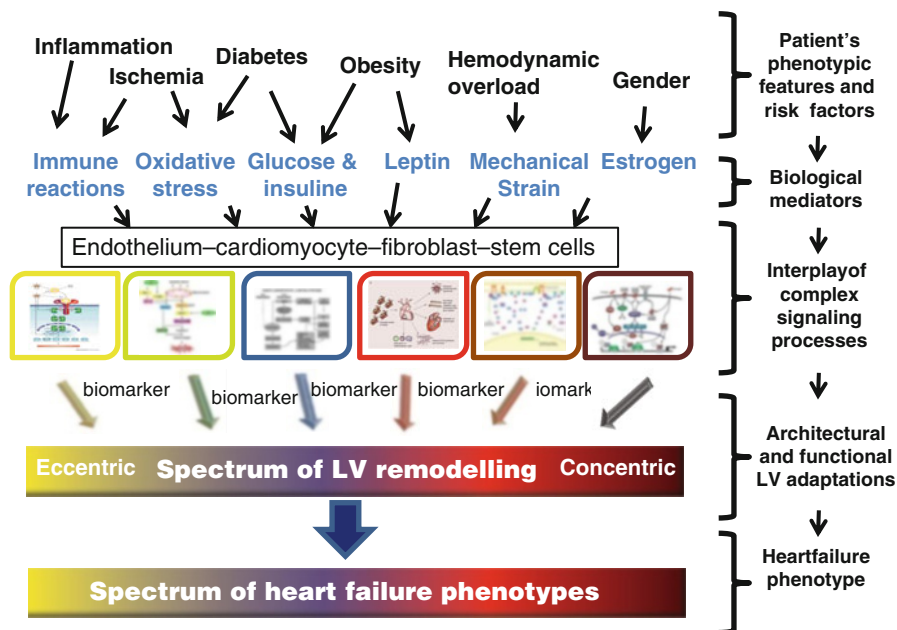 Inflammation
Ischemia
Diabetes
Obesity
Hemodynamic
overload
Gender
Immune
reactions
Oxidative
stress
Glucose &
insuline
Leptin
Mechanical
Strain
Estrogen
Endothelium–cardiomyocyte–fibroblast–stem cells
biomarker
biomarker
biomarker
biomarker
iomark
Eccentric
Spectrum of LV remodelling
Concentric
Spectrum of heart failure phenotypes
Patient's
phenotypic
features and
risk factors
Biological
mediators
Interplayof
complex
signaling
processes
Architectural
and functional
LV adaptations
Heartfailure
phenotype